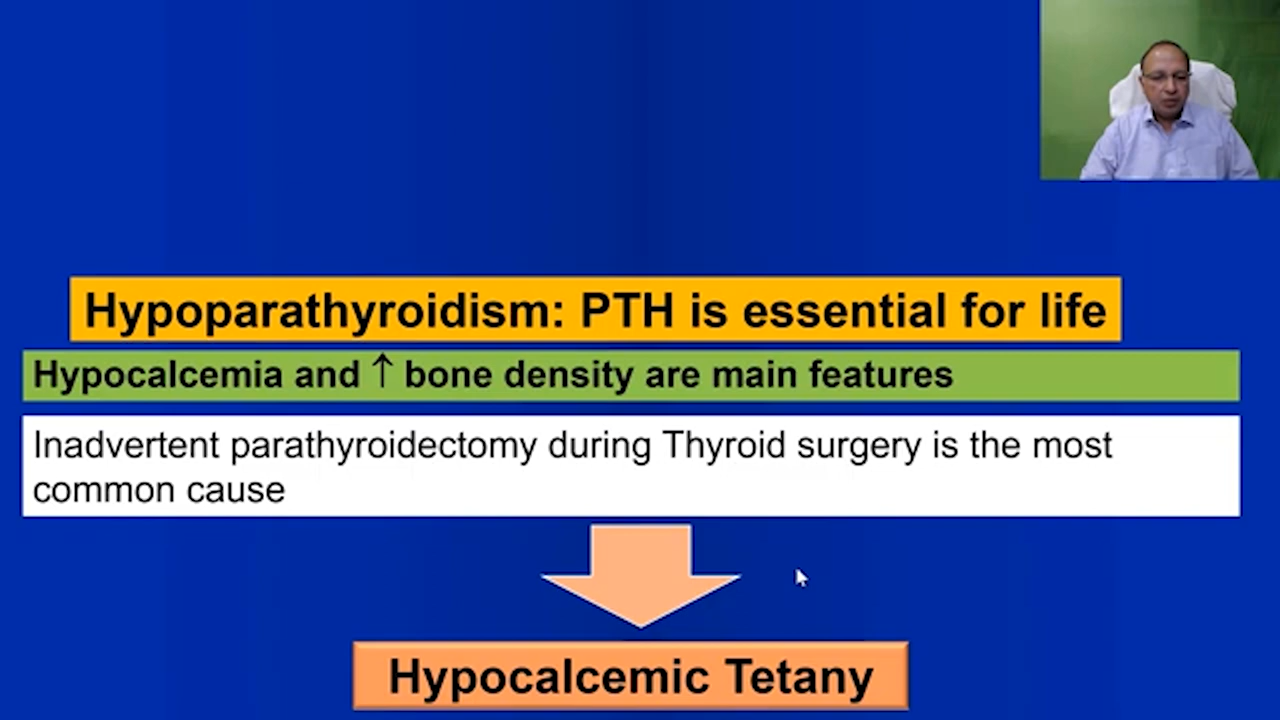 Hypoparathyroidism: PTH is essential for life
Hypocalcemia and ↑ bone density are main features
Inadvertent parathyroidectomy during Thyroid surgery is the most
common cause
Hypocalcemic Tetany